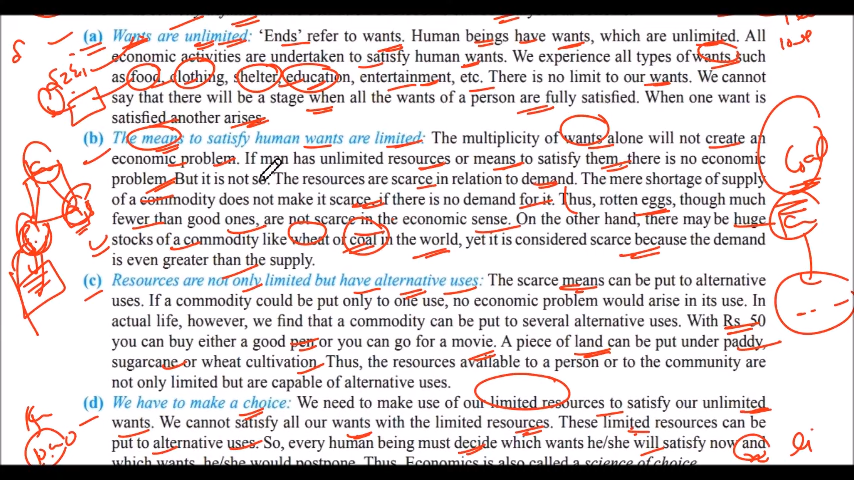 (a) Wants are unlimited: 'Ends' refer to wants. Human beings have wants, which are unlimited. All
economic activities are undertaken to satisfy human wants. We experience all types of wants such
as food, clothing, shelter, education, entertainment, etc. There is no limit to our wants. We cannot
say that there will be a stage when all the wants of a person are fully satisfied. When one want is
satisfied another arises.
(b) The means to satisfy human wants are limited: The multiplicity of wants alone will not create an
economic problem. If man has unlimited resources or means to satisfy them, there is no economic
problem. But it is not so. The resources are scarce in relation to demand. The mere shortage of supply
of a commodity does not make it scarce, if there is no demand for it. Thus, rotten eggs, though much
fewer than good ones, are not scarce in the economic sense. On the other hand, there may be huge
stocks of a commodity like wheat or coal in the world, yet it is considered scarce because the demand
is even greater than the supply.
(c) Resources are not only limited but have alternative uses: The scarce means can be put to alternative
uses. If a commodity could be put only to one use, no economic problem would arise in its use. In
actual life, however, we find that a commodity can be put to several alternative uses. With Rs. 50
you can buy either a good pen or you can go for a movie. A piece of land can be put under paddy,
sugarcane or wheat cultivation. Thus, the resources available to a person or to the community are
not only limited but are capable of alternative uses.
(d) We have to make a choice: We need to make use of our limited resources to satisfy our unlimited
wants. We cannot satisfy all our wants with the limited resources. These limited resources can be
put to alternative uses. So, every human being must decide which wants he/she will satisfy now and
which wants, he/she would postpone. Thus, Economics is also called a science of choice.
Coal